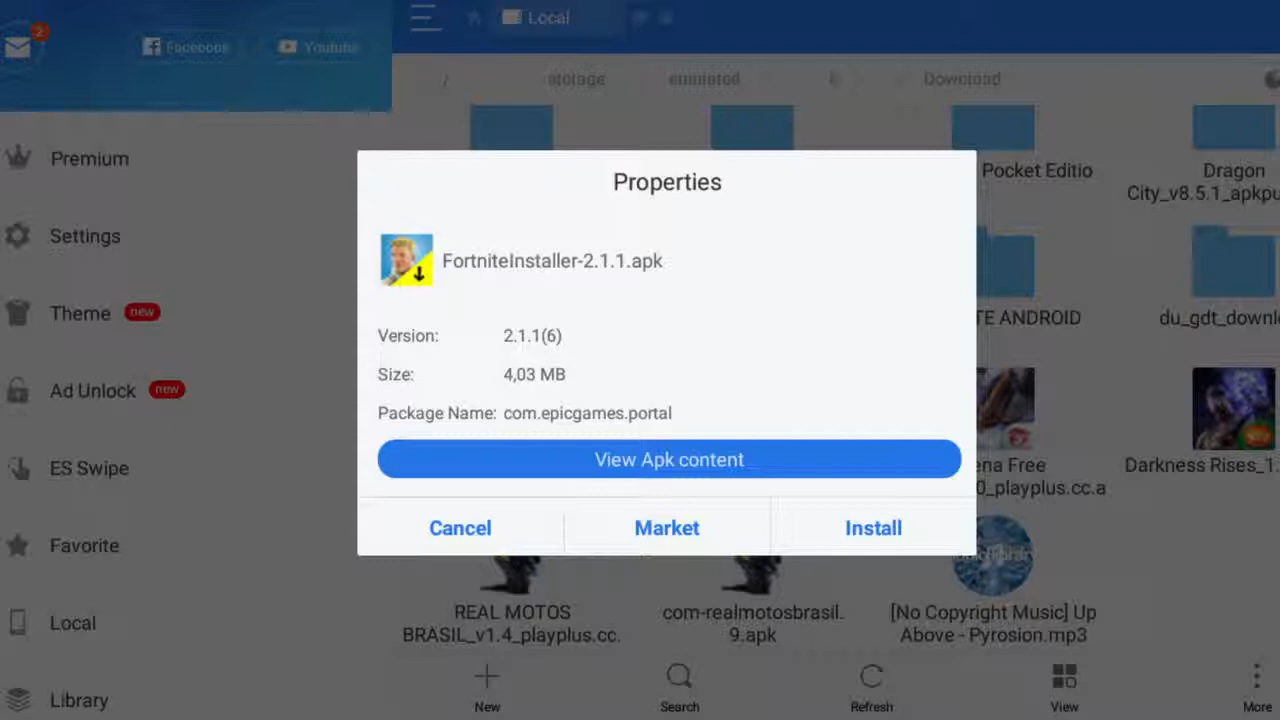 2
Facebook
Youtube
Local
/
storage
emulated
Download
Premium
Settings
Theme
new
Ad Unlock
new
ES Swipe
Favorite
Local
Library
Pocket Editio
Dragon
City_v8.5.1_apkpu
Properties
FortniteInstaller-2.1.1.apk
Version: 2.1.1(6)
Size: 4,03 MB
Package Name: com.epicgames.portal
View Apk content
Cancel
Market
Install
TE ANDROID
du_gdt_downl
ena Free
0_playplus.cc.a
Darkness Rises_1.
REAL MOTOS
BRASIL_v1.4_playplus.cc.
com-realmotosbrasil.
9.apk
[No Copyright Music] Up
Above - Pyrosion.mp3
New
Search
Refresh
View
More